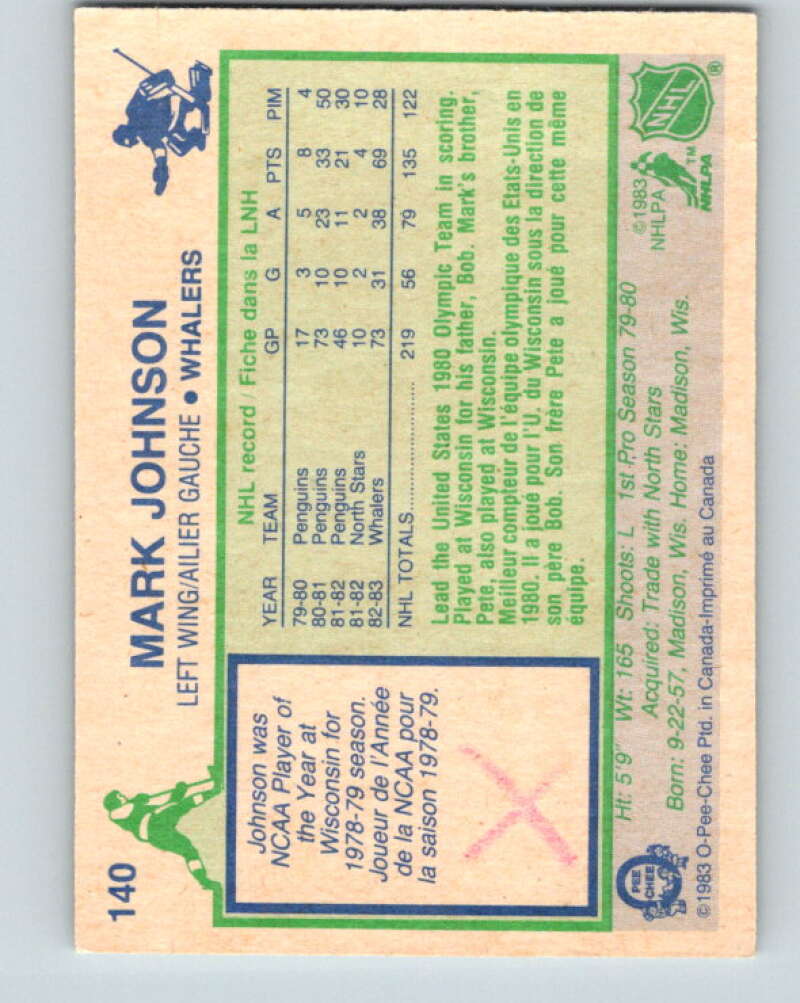 140
MARK JOHNSON
LEFT WING/AILIER GAUCHE • WHALERS
Johnson was
NCAA Player of
the Year at
Wisconsin for
1978-79 season.
Joueur de l'Année
de la NCAA pour
la saison 1978-79.
NHL record / Fiche dans la LNH
YEAR TEAM GP G A PTS PIM
79-80 Penguins 17 3 5 8 4
80-81 Penguins 73 10 23 33 50
81-82 Penguins 46 10 11 21 30
81-82 North Stars 10 2 2 4 10
82-83 Whalers 73 31 38 69 28
NHL TOTALS 219 56 79 135 122
Lead the United States 1980 Olympic Team in scoring.
Played at Wisconsin for his father, Bob. Mark's brother,
Pete, also played at Wisconsin.
Meilleur compteur de l'équipe olympique des Etats-Unis en
1980. Il a joué pour l'U. du Wisconsin sous la direction de
son père Bob. Son frère Pete a joué pour cette même
équipe.
Ht: 5'9" Wt: 165 Shoots: L 1st Pro Season 79-80
Acquired: Trade with North Stars
Born: 9-22-57, Madison, Wis. Home: Madison, Wis.
©1983 O-Pee-Chee Ptd. in Canada-Imprimé au Canada
PEE
CHEE
©1983
NHLPA
TM
NHLPA
NHL
®